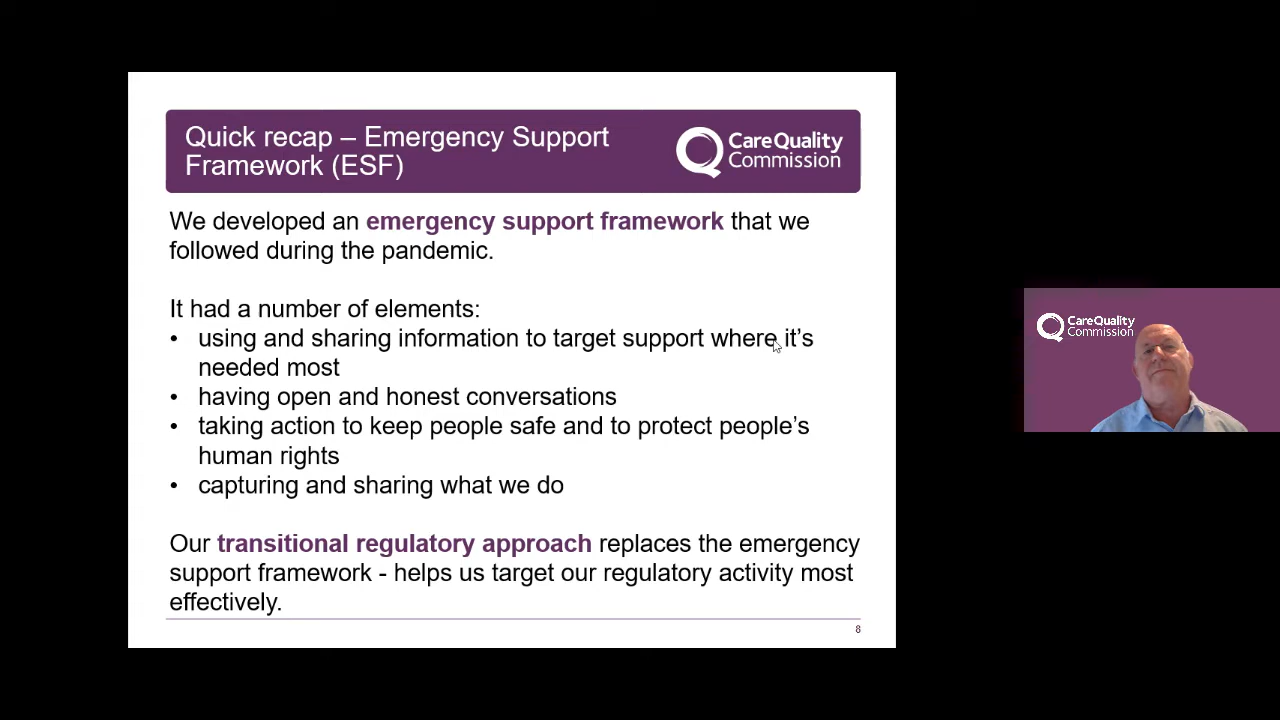 Quick recap – Emergency Support
Framework (ESF)
CareQuality
Commission
We developed an emergency support framework that we
followed during the pandemic.
It had a number of elements:
• using and sharing information to target support where it's
needed most
• having open and honest conversations
• taking action to keep people safe and to protect people's
human rights
• capturing and sharing what we do
Our transitional regulatory approach replaces the emergency
support framework - helps us target our regulatory activity most
effectively.
8
CareQuality
Commission